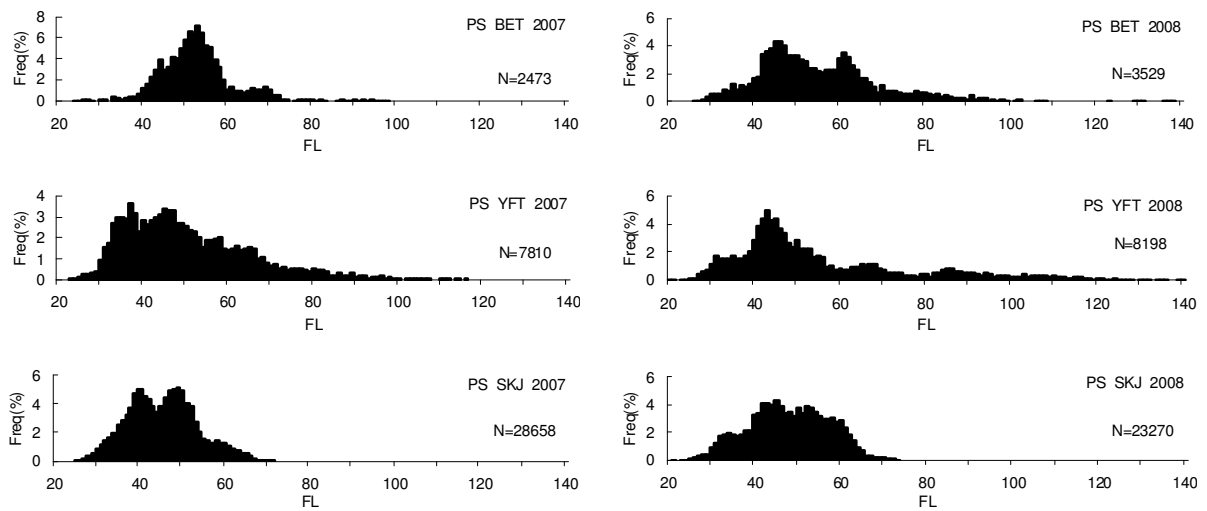 PS BET 2007
N=2473
Freq(%)
8
6
4
2
0
20 40 60 80 100 120 140
FL
PS BET 2008
N=3529
Freq(%)
6
4
2
0
20 40 60 80 100 120 140
FL
PS YFT 2007
N=7810
Freq(%)
4
3
2
1
0
20 40 60 80 100 120 140
FL
PS YFT 2008
N=8198
Freq(%)
6
4
2
0
20 40 60 80 100 120 140
FL
PS SKJ 2007
N=28658
Freq(%)
6
4
2
0
20 40 60 80 100 120 140
FL
PS SKJ 2008
N=23270
Freq(%)
6
4
2
0
20 40 60 80 100 120 140
FL